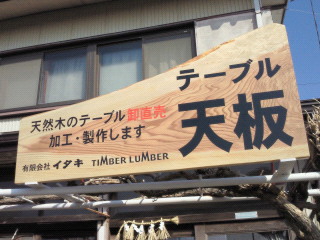 テーブル
天板
天然木のテーブル卸直売
加工・製作します
有限会社 イタキ TIMBER LUMBER